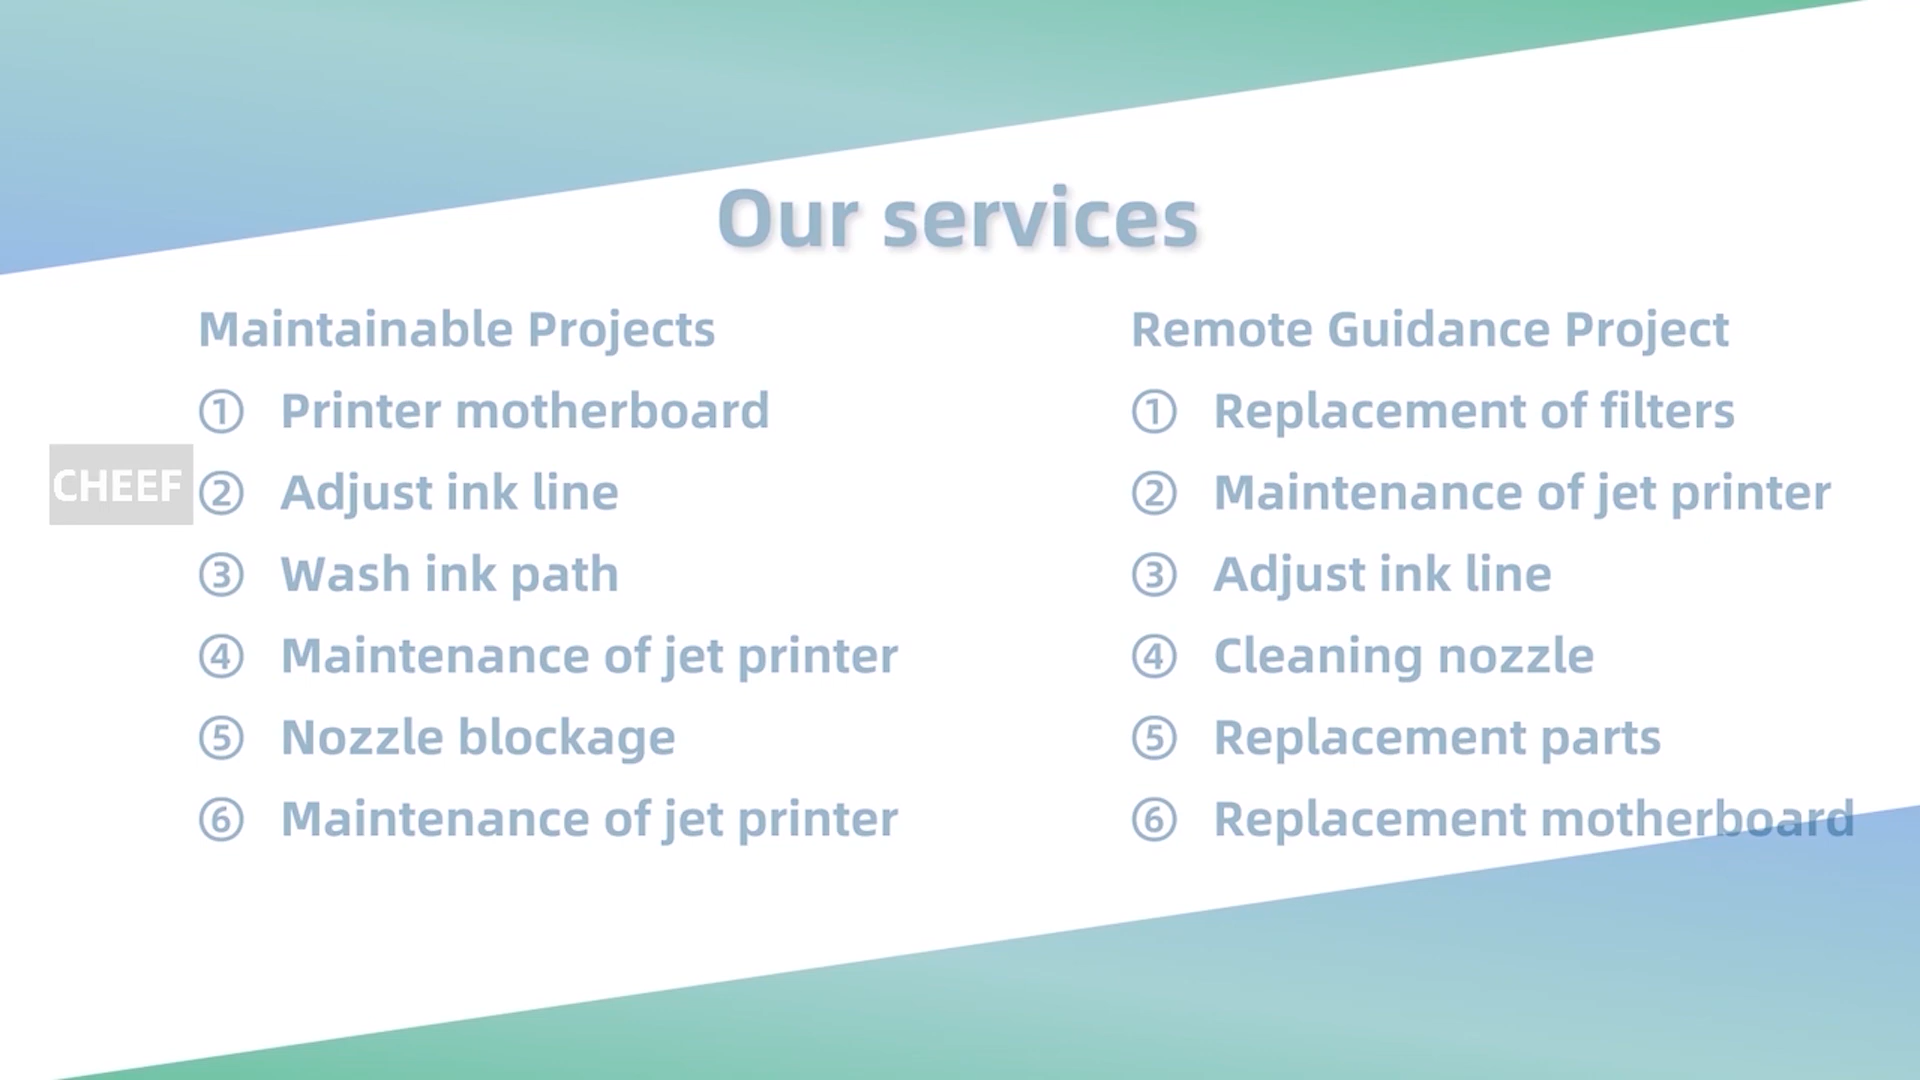 Our services
Maintainable Projects
① Printer motherboard
② Adjust ink line
③ Wash ink path
④ Maintenance of jet printer
⑤ Nozzle blockage
⑥ Maintenance of jet printer
Remote Guidance Project
① Replacement of filters
② Maintenance of jet printer
③ Adjust ink line
④ Cleaning nozzle
⑤ Replacement parts
⑥ Replacement motherboard
CHEEF